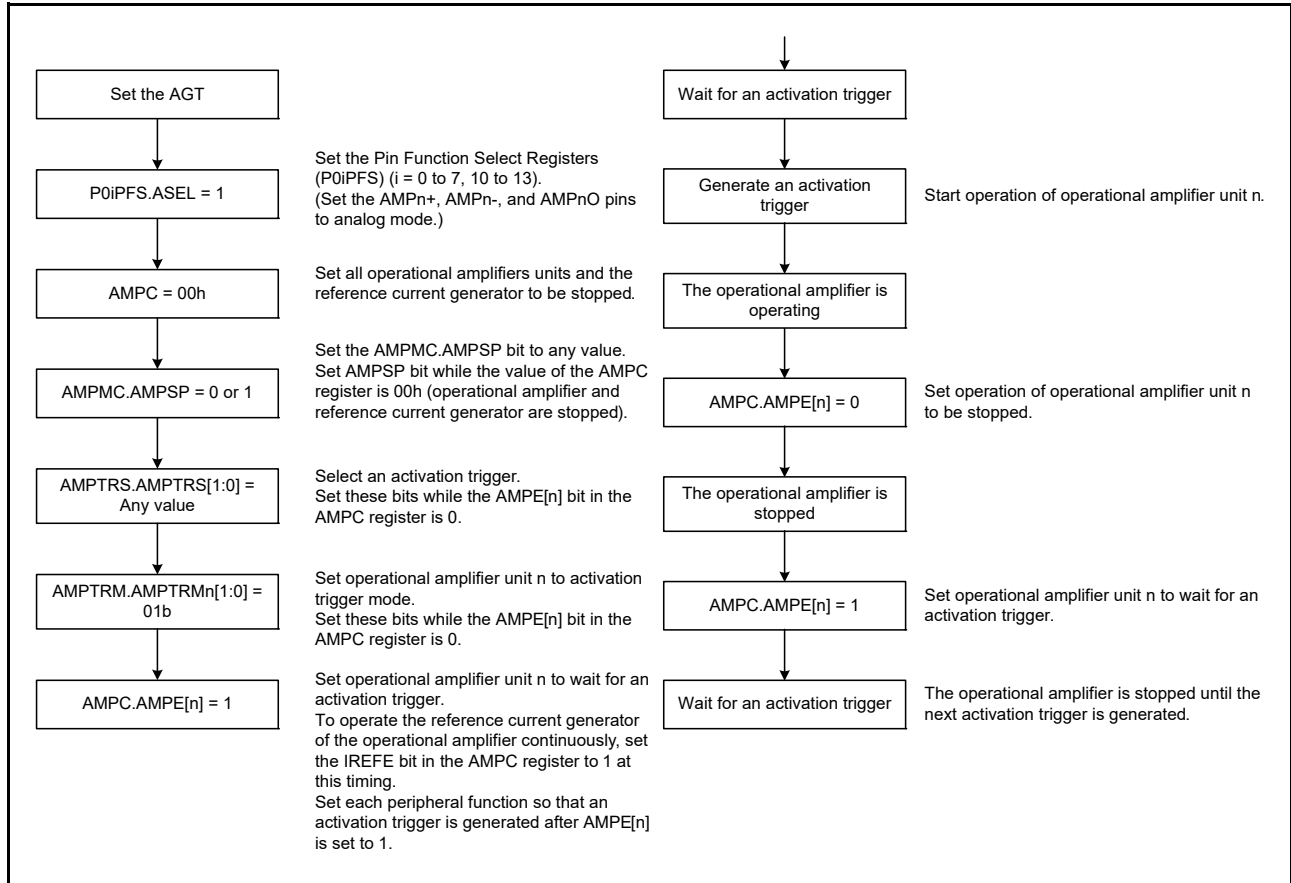 Set the AGT
P0iPFS.ASEL = 1
Set the Pin Function Select Registers
(P0iPFS) (i = 0 to 7, 10 to 13).
(Set the AMPn+, AMPn-, and AMPnO pins
to analog mode.)
AMPC = 00h
Set all operational amplifiers units and the
reference current generator to be stopped.
AMPMC.AMPSP = 0 or 1
Set the AMPMC.AMPSP bit to any value.
Set AMPSP bit while the value of the AMPC
register is 00h (operational amplifier and
reference current generator are stopped).
AMPTRS.AMPTRS[1:0] =
Any value
Select an activation trigger.
Set these bits while the AMPE[n] bit in the
AMPC register is 0.
AMPTRM.AMPTRMn[1:0] =
01b
Set operational amplifier unit n to activation
trigger mode.
Set these bits while the AMPE[n] bit in the
AMPC register is 0.
AMPC.AMPE[n] = 1
Set operational amplifier unit n to wait for an
activation trigger.
To operate the reference current generator
of the operational amplifier continuously, set
the IREFE bit in the AMPC register to 1 at
this timing.
Set each peripheral function so that an
activation trigger is generated after AMPE[n]
is set to 1.
Wait for an activation trigger
Generate an activation
trigger
Start operation of operational amplifier unit n.
The operational amplifier is
operating
AMPC.AMPE[n] = 0
Set operation of operational amplifier unit n
to be stopped.
The operational amplifier is
stopped
AMPC.AMPE[n] = 1
Set operational amplifier unit n to wait for an
activation trigger.
Wait for an activation trigger
The operational amplifier is stopped until the
next activation trigger is generated.